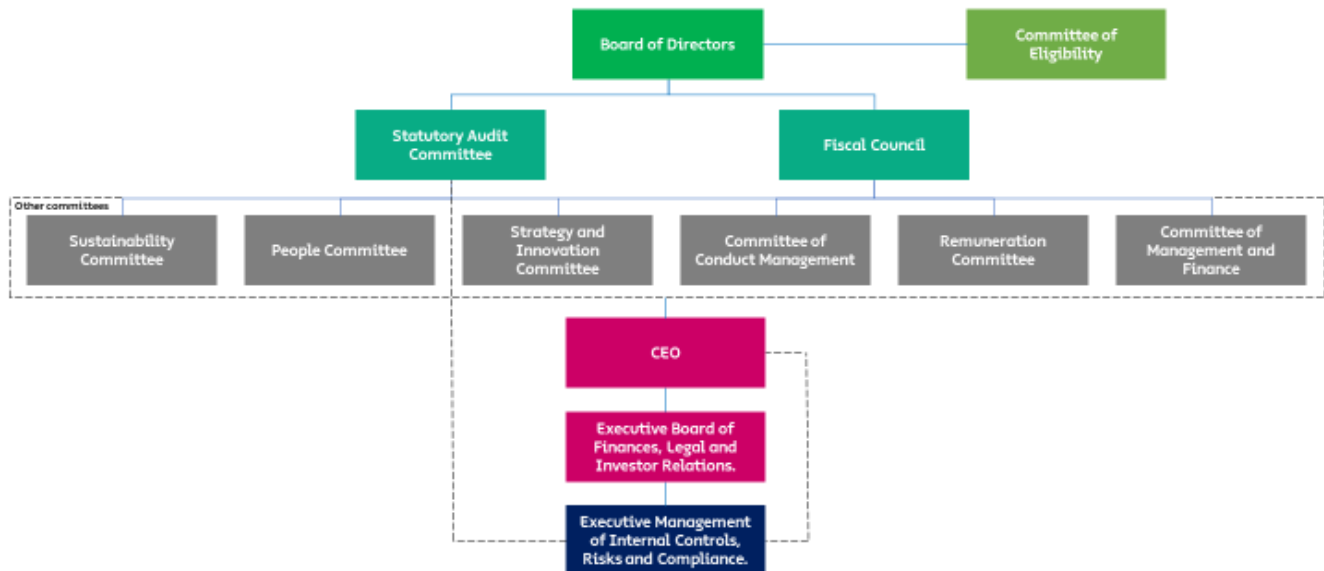 Board of Directors
Committee of
Eligibility
Statutory Audit
Committee
Fiscal Council
Other committees
Sustainability
Committee
People Committee
Strategy and
Innovation
Committee
Committee of
Conduct Management
Remuneration
Committee
Committee of
Management and
Finance
CEO
Executive Board of
Finances, Legal and
Investor Relations.
Executive Management
of Internal Controls,
Risks and Compliance.